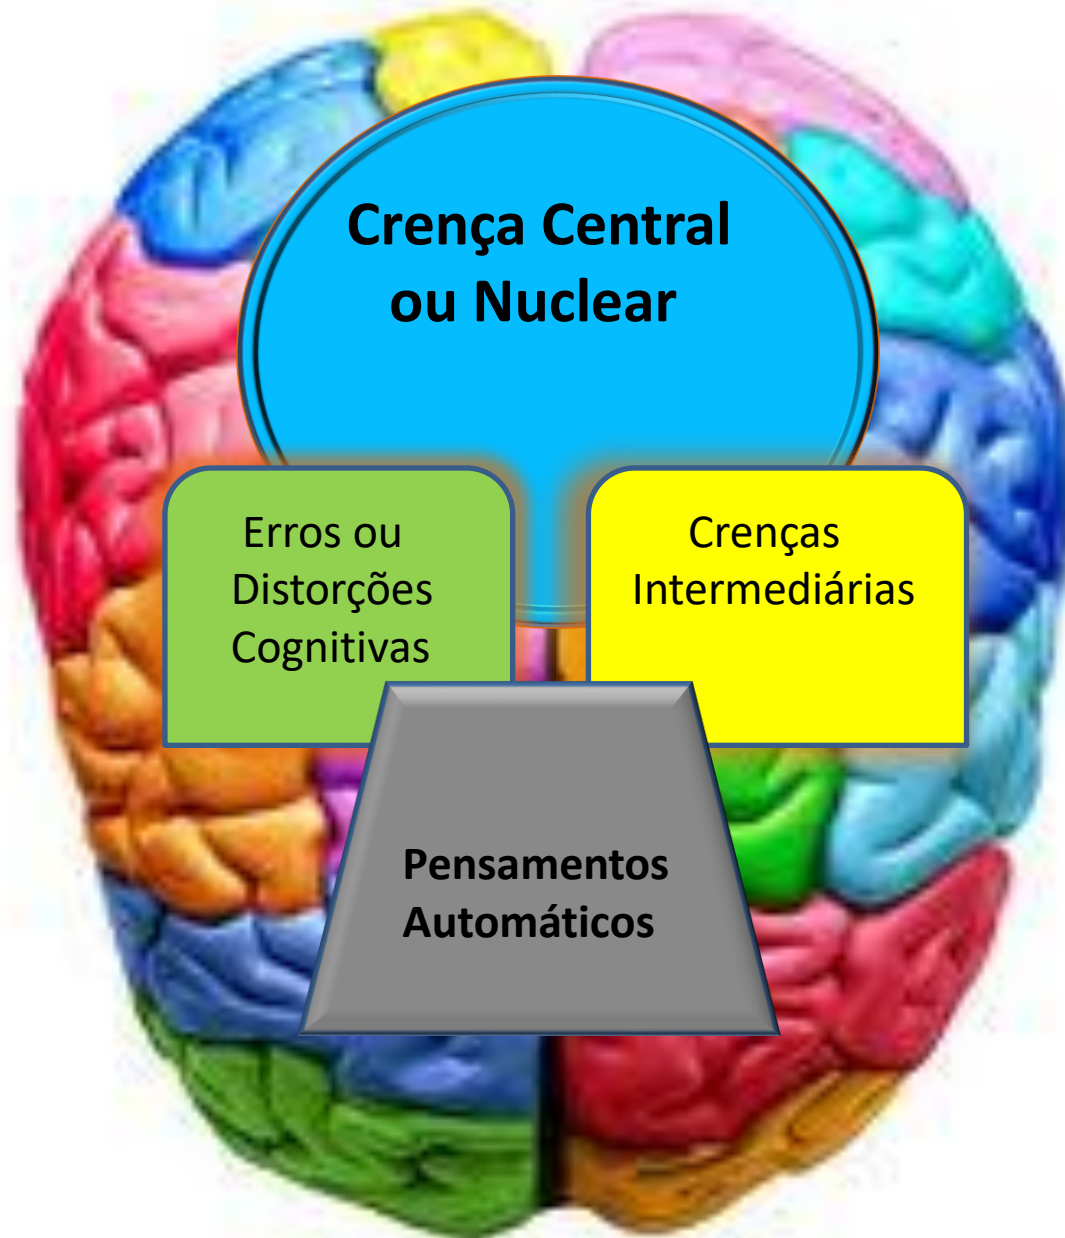 Crença Central
ou Nuclear
Erros ou
Distorções
Cognitivas
Crenças
Intermediárias
Pensamentos
Automáticos